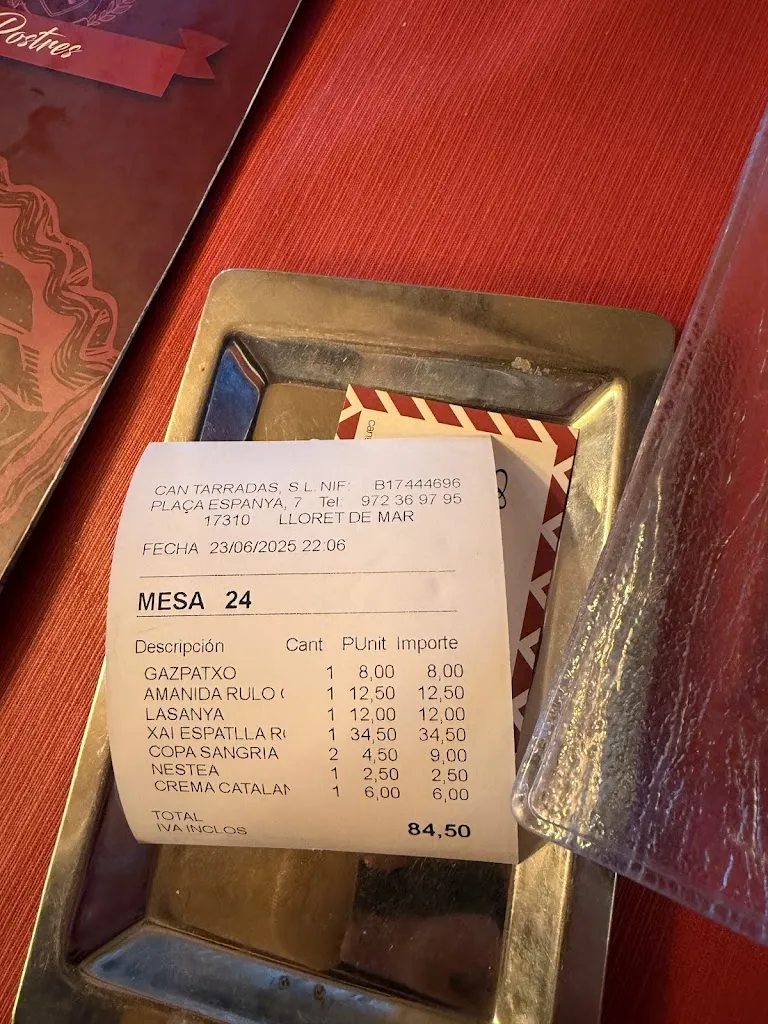 Postres
CAN TARRADAS, S.L. NIF: B17444696
PLAÇA ESPANYA, 7 Tel: 972 36 97 95
17310 LLORET DE MAR
FECHA 23/06/2025 22:06
MESA 24
Descripción Cant PUnit Importe
GAZPATXO 1 8,00 8,00
AMANIDA RULO 1 12,50 12,50
LASANYA 1 12,00 12,00
XAI ESPATLLA R 1 34,50 34,50
COPA SANGRIA 2 4,50 9,00
NESTEA 1 2,50 2,50
CREMA CATALAN 1 6,00 6,00
TOTAL
IVA INCLOS 84,50